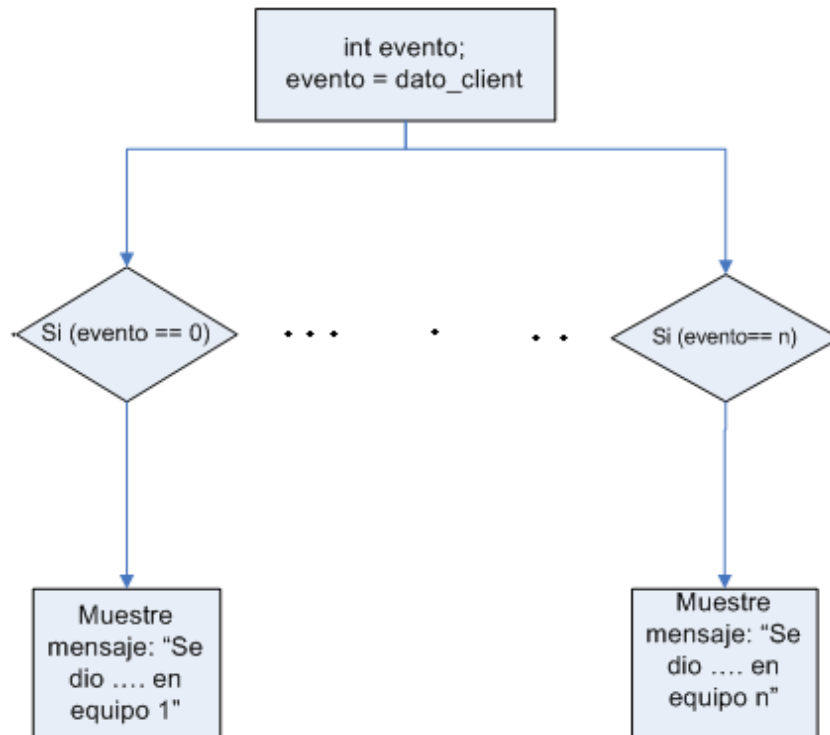 int evento;
evento = dato_client
Si (evento == 0)
Si (evento== n)
Muestre
mensaje: “Se
dio .... en
equipo 1"
Muestre
mensaje: “Se
dio .... en
equipo n”